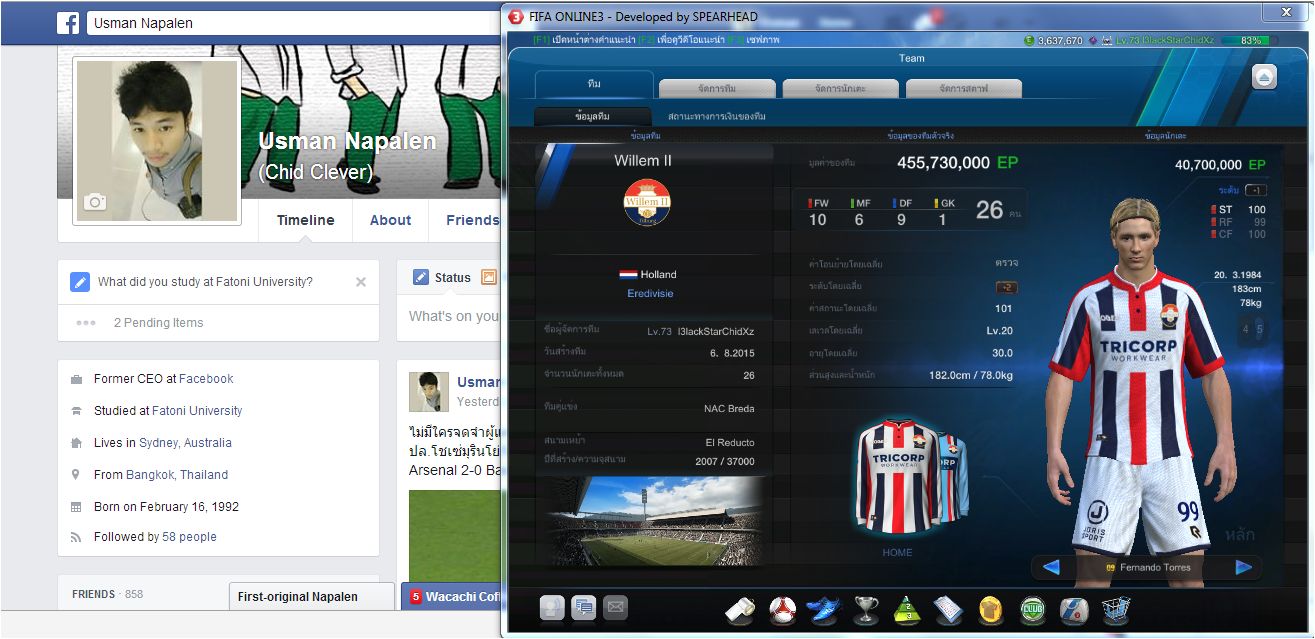 Usman Napalen
Usman Napalen
(Chid Clever)
Timeline
About
Friends
What did you study at Fatoni University?
2 Pending Items
Former CEO at Facebook
Studied at Fatoni University
Lives in Sydney, Australia
From Bangkok, Thailand
Born on February 16, 1992
Followed by 58 people
FRIENDS · 858
Status
What's on you
Usmar
Yesterd
ไม่มีใครจดจำผู้แ
ปล.โชเซ่มูรินโย่
Arsenal 2-0 Ba
First-original Napalen
5 Wacachi Coff
FIFA ONLINE3 - Developed by SPEARHEAD
[F1] เปิดหน้าต่างคำแนะนำ [F2] เพื่อดูวีดีโอแนะนำ เซฟภาพ
3,637,670 Lv.73 l3lackStarChidXz 83%
Team
ทีม
จัดการทีม
จัดการนักเตะ
จัดการสตาฟ
ข้อมูลทีม
สถานะทางการเงินของทีม
ข้อมูลทีม
ข้อมูลของทีมตัวจริง
ข้อมูลนักเตะ
Willem II
Willem II
Tilburg
Holland
Eredivisie
ชื่อผู้จัดการทีม Lv.73 l3lackStarChidXz
วันสร้างทีม 6. 8.2015
จำนวนนักเตะทั้งหมด 26
ทีมคู่แข่ง NAC Breda
สนามเหย้า El Reducto
ปีที่สร้าง/ความจุสนาม 2007 / 37000
มูลค่าของทีม 455,730,000 EP
FW MF DF GK
10 6 9 1
26 คน
ค่าโอนย้ายโดยเฉลี่ย ตรวจ
ระดับโดยเฉลี่ย +2
ค่าสถานะโดยเฉลี่ย 101
เลเวลโดยเฉลี่ย Lv.20
อายุโดยเฉลี่ย 30.0
ส่วนสูงและน้ำหนัก 182.0cm / 78.0kg
TRICORP
WORKWEAR
HOME
40,700,000 EP
ระดับ +1
ST 100
RF 99
CF 100
20. 3.1984
183cm
78kg
4 5
TRICORP
WORKWEAR
JORIS
SPORT
99
หลัก
09 Fernando Torres